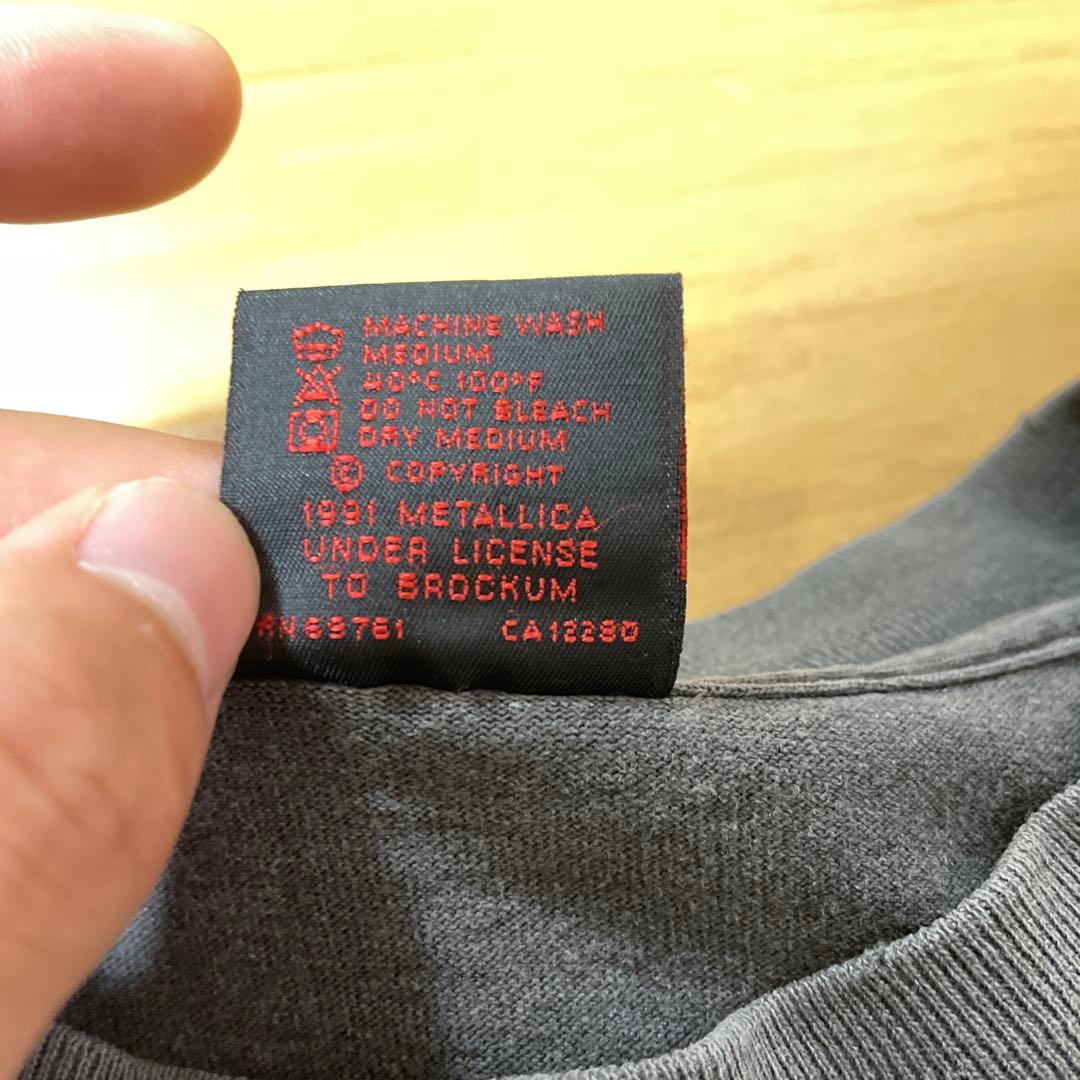 MACHINE WASH
MEDIUM
40°C 100°F
DO NOT BLEACH
DRY MEDIUM
© COPYRIGHT
1991 METALLICA
UNDER LICENSE
TO BROCKUM
RN 63761 CA12280